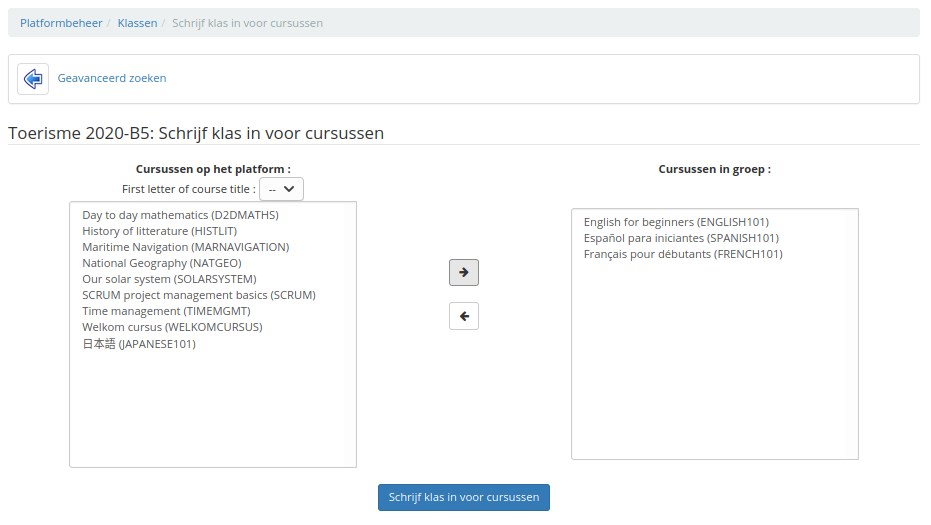 Platformbeheer / Klassen / Schrijf klas in voor cursussen
Geavanceerd zoeken
Toerisme 2020-B5: Schrijf klas in voor cursussen
Cursussen op het platform :
First letter of course title : --
Day to day mathematics (D2DMATHS)
History of litterature (HISTLIT)
Maritime Navigation (MARNAVIGATION)
National Geography (NATGEO)
Our solar system (SOLARSYSTEM)
SCRUM project management basics (SCRUM)
Time management (TIMEMGMT)
Welkom cursus (WELKOMCURSUS)
日本語 (JAPANESE101)
Cursussen in groep :
English for beginners (ENGLISH101)
Español para iniciantes (SPANISH101)
Français pour débutants (FRENCH101)
Schrijf klas in voor cursussen